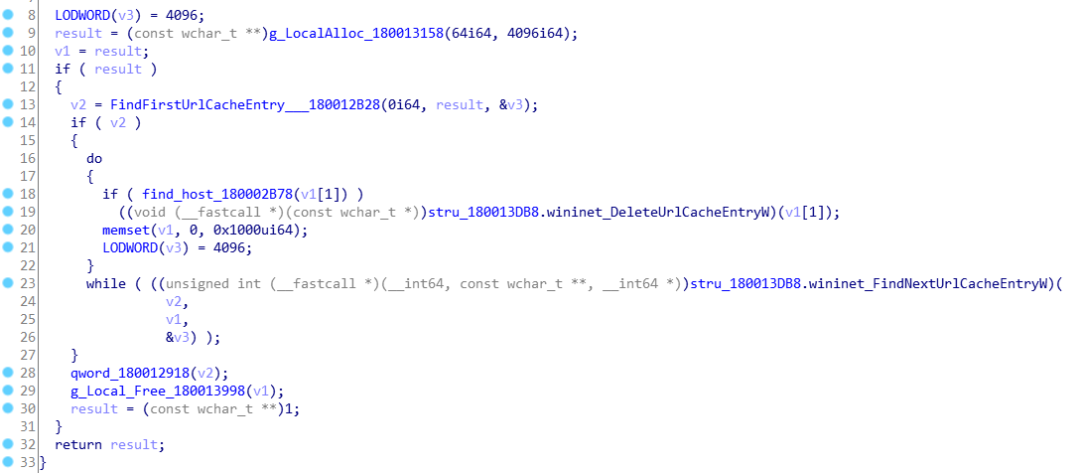 8 LODWORD(v3) = 4096;
9 result = (const wchar_t **)g_LocalAlloc_180013158(64i64, 4096i64);
10 v1 = result;
11 if ( result )
12 {
13 v2 = FindFirstUrlCacheEntry___180012B28(0i64, result, &v3);
14 if ( v2 )
15 {
16 do
17 {
18 if ( find_host_180002B78(v1[1]) )
19 ((void (__fastcall *)(const wchar_t *))stru_180013DB8.wininet_DeleteUrlCacheEntryW)(v1[1]);
20 memset(v1, 0, 0x1000ui64);
21 LODWORD(v3) = 4096;
22 }
23 while ( ((unsigned int (__fastcall *)(__int64, const wchar_t **, __int64 *))stru_180013DB8.wininet_FindNextUrlCacheEntryW)(
24 v2,
25 v1,
26 &v3) );
27 }
28 qword_180012918(v2);
29 g_Local_Free_180013998(v1);
30 result = (const wchar_t **)1;
31 }
32 return result;
33 }